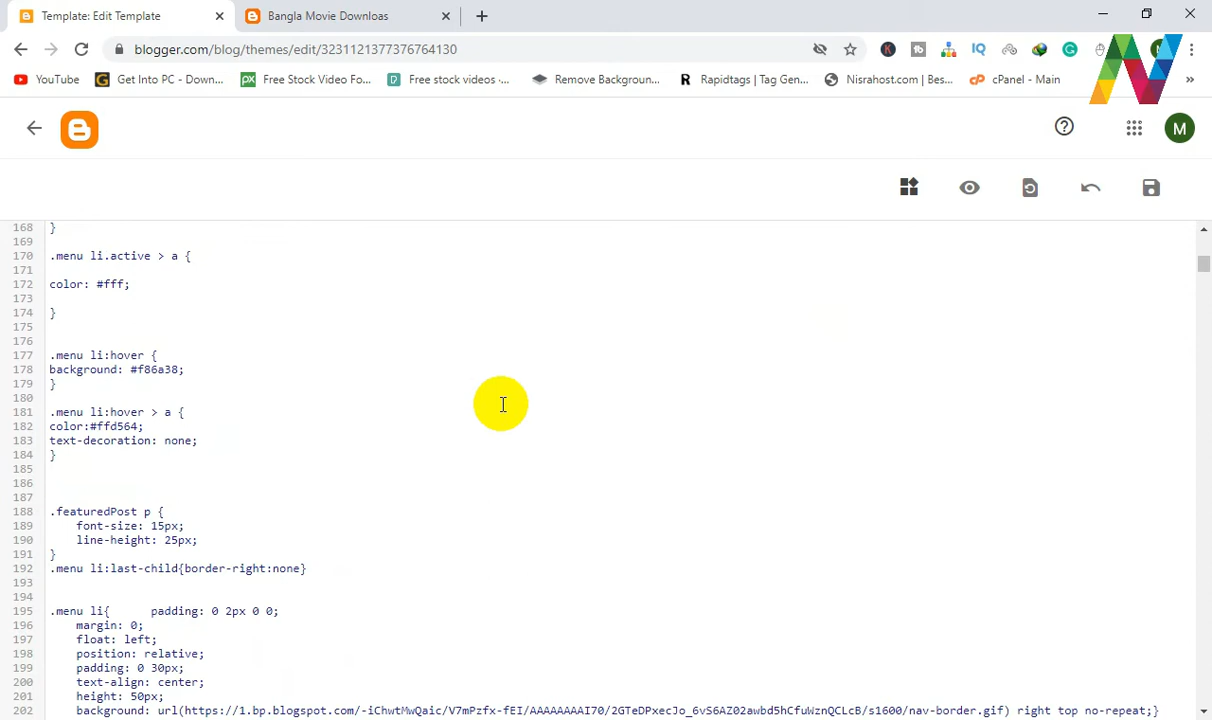 Template: Edit Template
Bangla Movie Downloas
blogger.com/blog/themes/edit/3231121377376764130
K
tb
IQ
YouTube
G
Get Into PC - Down...
px
Free Stock Video Fo...
Free stock videos -...
Remove Backgroun...
R
Rapidtags | Tag Gen...
Nisrahost.com | Bes...
cP
cPanel - Main
»
M
168 }
169
170 .menu li.active > a {
171
172 color: #fff;
173
174 }
175
176
177 .menu li:hover {
178 background: #f86a38;
179 }
180
181 .menu li:hover > a {
182 color:#ffd564;
183 text-decoration: none;
184 }
185
186
187
188 .featuredPost p {
189 font-size: 15px;
190 line-height: 25px;
191 }
192 .menu li:last-child{border-right:none}
193
194
195 .menu li{ padding: 0 2px 0 0;
196 margin: 0;
197 float: left;
198 position: relative;
199 padding: 0 30px;
200 text-align: center;
201 height: 50px;
202 background: url(https://1.bp.blogspot.com/-iChwtMwQaic/V7mPzfx-fEI/AAAAAAAAI70/2GTeDPxecJo_6vS6AZ02awbd5hCfuWznQCLcB/s1600/nav-border.gif) right top no-repeat;}